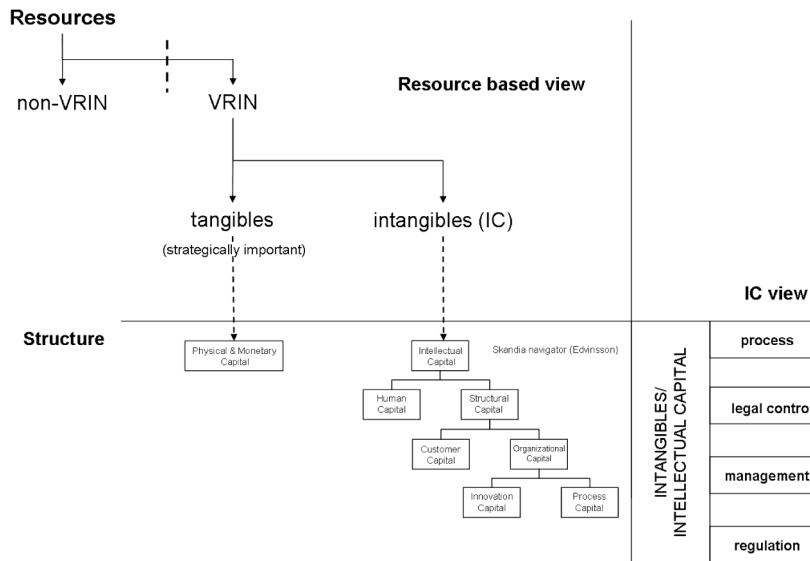 Resources
non-VRIN
VRIN
Resource based view
tangibles
(strategically important)
intangibles (IC)
IC view
Structure
Physical & Monetary
Capital
Intellectual
Capital
Skandia navigator (Edvinsson)
Human
Capital
Structural
Capital
Customer
Capital
Organizational
Capital
Innovation
Capital
Process
Capital
INTANGIBLES/
INTELLECTUAL CAPITAL
process
legal contro
management
regulation